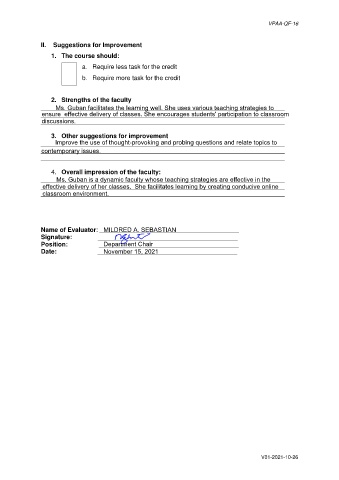 VPAA-QF-16
II. Suggestions for Improvement
1. The course should:
a. Require less task for the credit
b. Require more task for the credit
2. Strengths of the faculty
Ms. Guban facilitates the learning well. She uses various teaching strategies to
ensure effective delivery of classes. She encourages students' participation to classroom
discussions.
3. Other suggestions for improvement
Improve the use of thought-provoking and probing questions and relate topics to
contemporary issues.
4. Overall impression of the faculty:
Ms. Guban is a dynamic faculty whose teaching strategies are effective in the
effective delivery of her classes. She facilitates learning by creating conducive online
classroom environment.
Name of Evaluator: MILDRED A. SEBASTIAN
Signature:
Position: Department Chair
Date: November 15, 2021
V01-2021-10-26